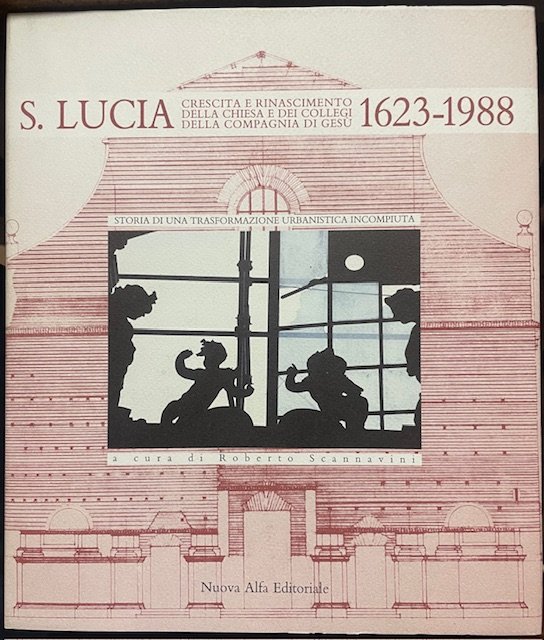 S. LUCIA
CRESCITA E RINASCIMENTO
DELLA CHIESA E DEI COLLEGI
DELLA COMPAGNIA DI GESÙ
1623-1988
STORIA DI UNA TRASFORMAZIONE URBANISTICA INCOMPIUTA
a cura di Roberto Scannavini
Nuova Alfa Editoriale